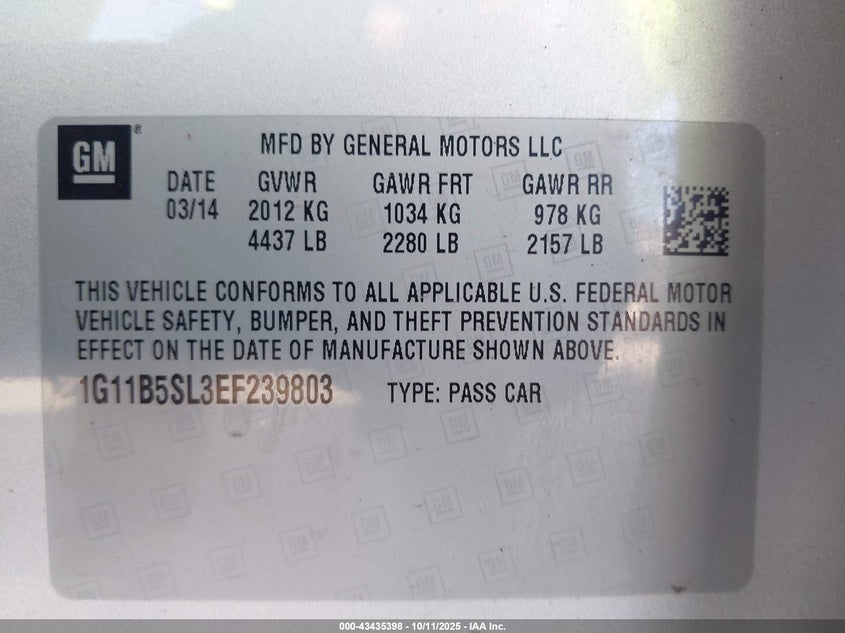 GM
MFD BY GENERAL MOTORS LLC
DATE GVWR GAWR FRT GAWR RR
03/14 2012 KG 1034 KG 978 KG
4437 LB 2280 LB 2157 LB
THIS VEHICLE CONFORMS TO ALL APPLICABLE U.S. FEDERAL MOTOR
VEHICLE SAFETY, BUMPER, AND THEFT PREVENTION STANDARDS IN
EFFECT ON THE DATE OF MANUFACTURE SHOWN ABOVE.
1G11B5SL3EF239803 TYPE: PASS CAR
000-43435398 - 10/11/2025 - IAA Inc.